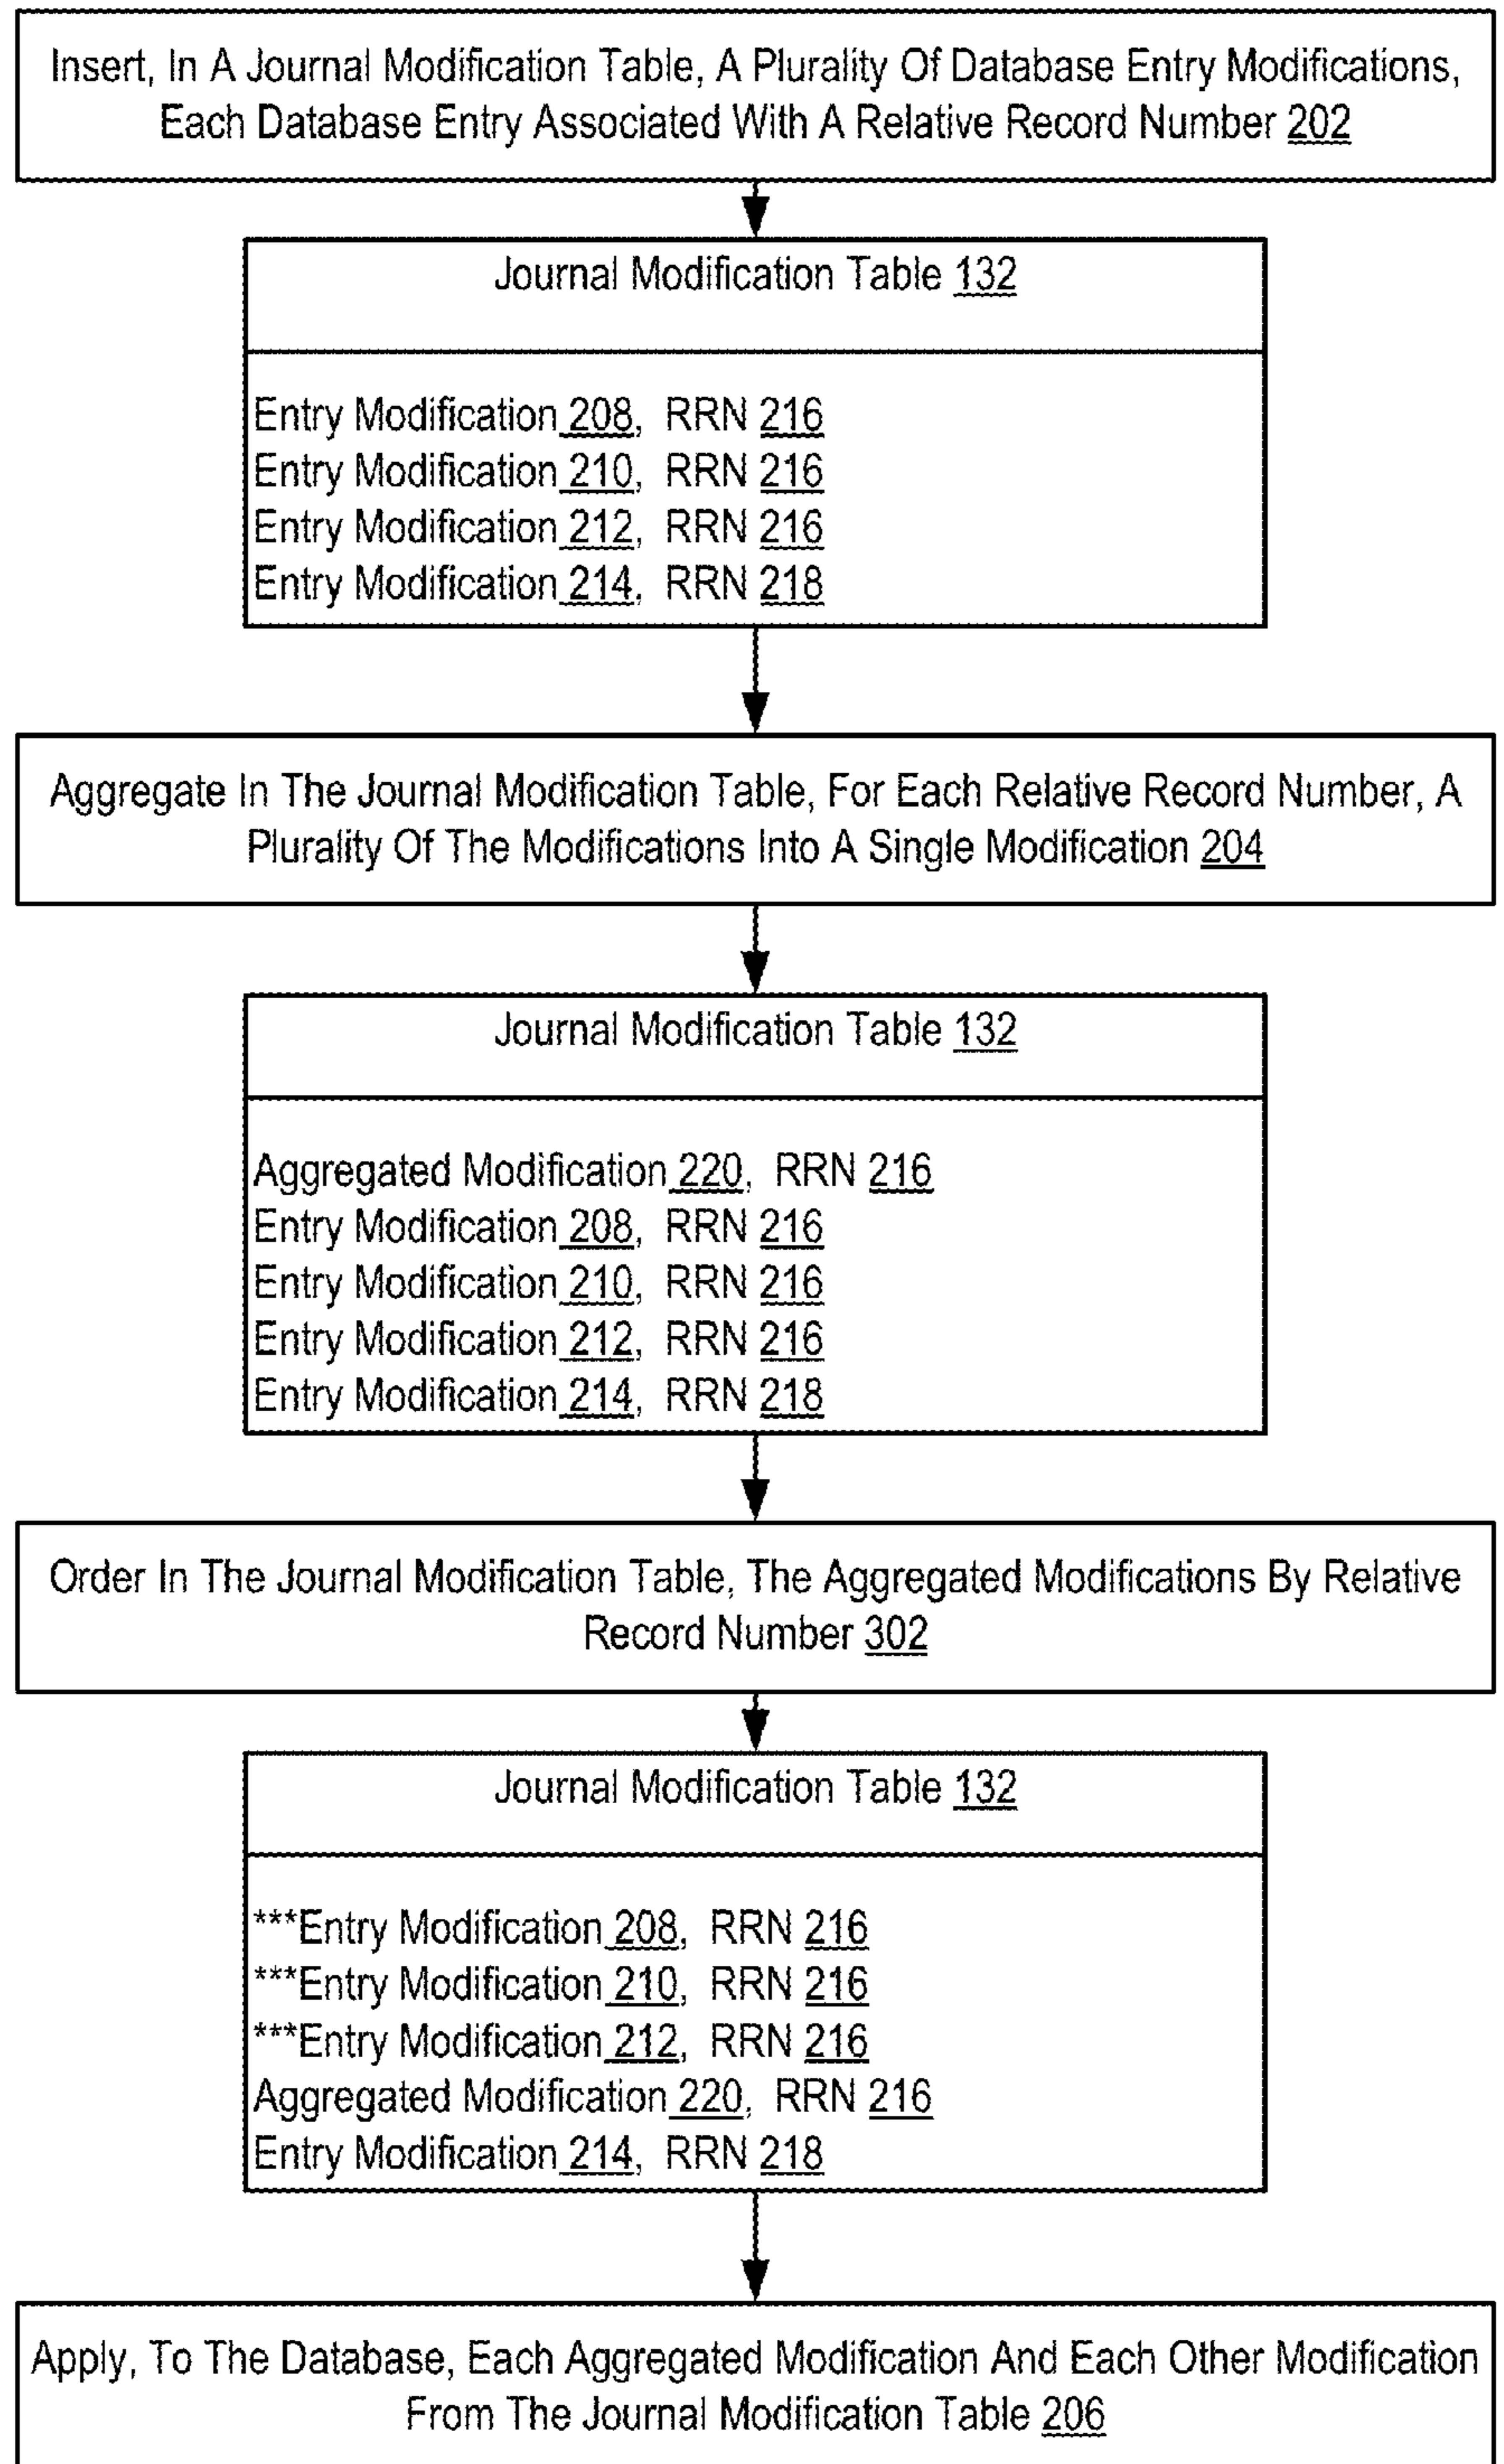 Insert, In A Journal Modification Table, A Plurality Of Database Entry Modifications,
Each Database Entry Associated With A Relative Record Number 202
Journal Modification Table 132
Entry Modification 208, RRN 216
Entry Modification 210, RRN 216
Entry Modification 212, RRN 216
Entry Modification 214, RRN 218
Aggregate In The Journal Modification Table, For Each Relative Record Number, A
Plurality Of The Modifications Into A Single Modification 204
Journal Modification Table 132
Aggregated Modification 220, RRN 216
Entry Modification 208, RRN 216
Entry Modification 210, RRN 216
Entry Modification 212, RRN 216
Entry Modification 214, RRN 218
Order In The Journal Modification Table, The Aggregated Modifications By Relative
Record Number 302
Journal Modification Table 132
***Entry Modification 208, RRN 216
***Entry Modification 210, RRN 216
***Entry Modification 212, RRN 216
Aggregated Modification 220, RRN 216
Entry Modification 214, RRN 218
Apply, To The Database, Each Aggregated Modification And Each Other Modification
From The Journal Modification Table 206